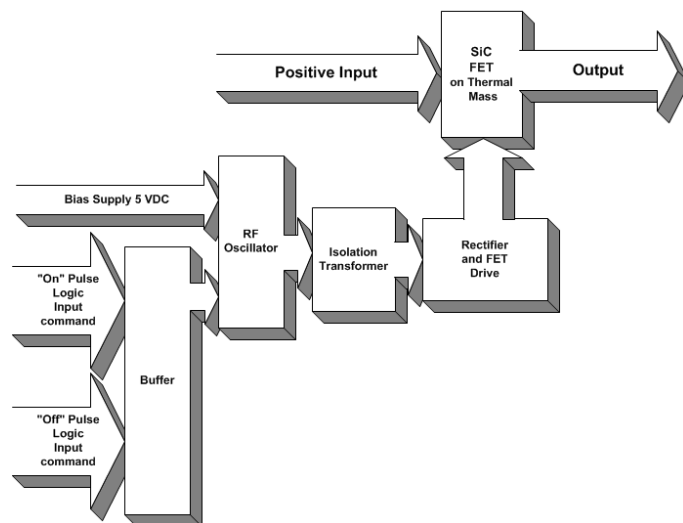 SiC
FET
on Thermal
Mass
Positive Input
Output
Bias Supply 5 VDC
RF
Oscillator
Isolation
Transformer
Rectifier
and FET
Drive
"On" Pulse
Logic
Input
command
Buffer
"Off" Pulse
Logic
Input
command